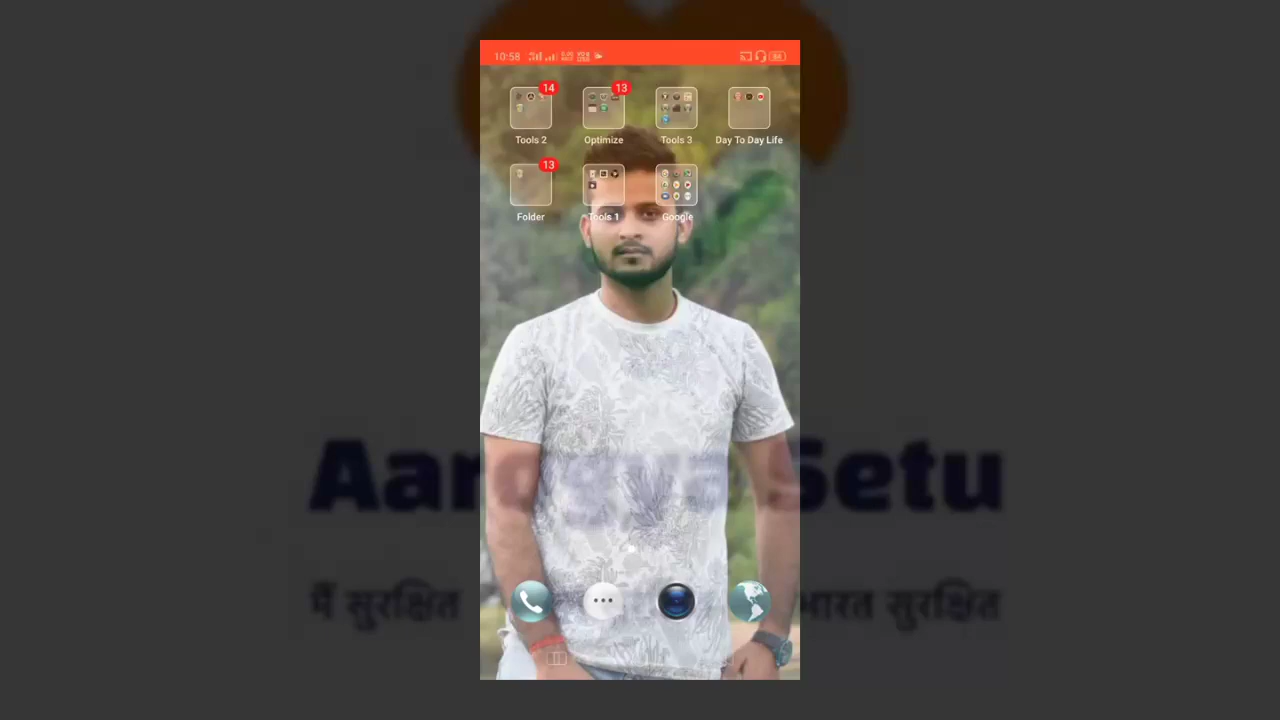 10:58
14
13
Tools 2
Optimize
Tools 3
Day To Day Life
13
Folder
Tools 1
Google
Setu
मैं सुरक्षित
भारत सुरक्षित